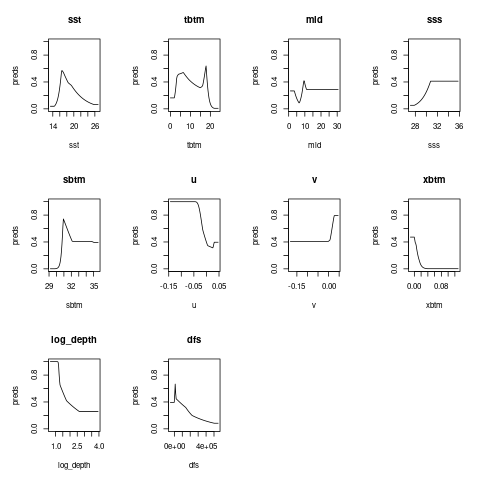 sst
tbtm
mld
sss
preds
0.0 0.4 0.8
preds
0.0 0.4 0.8
preds
0.0 0.4 0.8
preds
0.0 0.4 0.8
14 20 26
0 10 20
0 10 20 30
28 32 36
sst
tbtm
mld
sss
sbtm
u
v
xbtm
preds
0.0 0.4 0.8
preds
0.0 0.4 0.8
preds
0.0 0.4 0.8
preds
0.0 0.4 0.8
29 32 35
-0.15 -0.05 0.05
-0.15 0.00
0.00 0.08
sbtm
u
v
xbtm
log_depth
dfs
preds
0.0 0.4 0.8
preds
0.0 0.4 0.8
1.0 2.5 4.0
0e+00 4e+05
log_depth
dfs